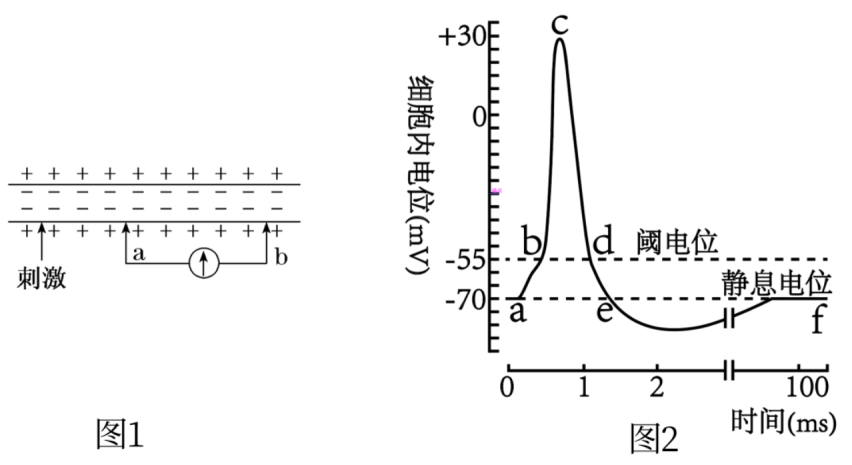 + + + + + + + + + +
− − − − − − − − − −
− − − − − − − − − −
+ + + + + + + + + +
a
b
刺激
图1
细胞内电位(mV)
+30
0
-55
-70
c
b
d
阈电位
静息电位
a
e
f
0 1 2 100
时间(ms)
图2